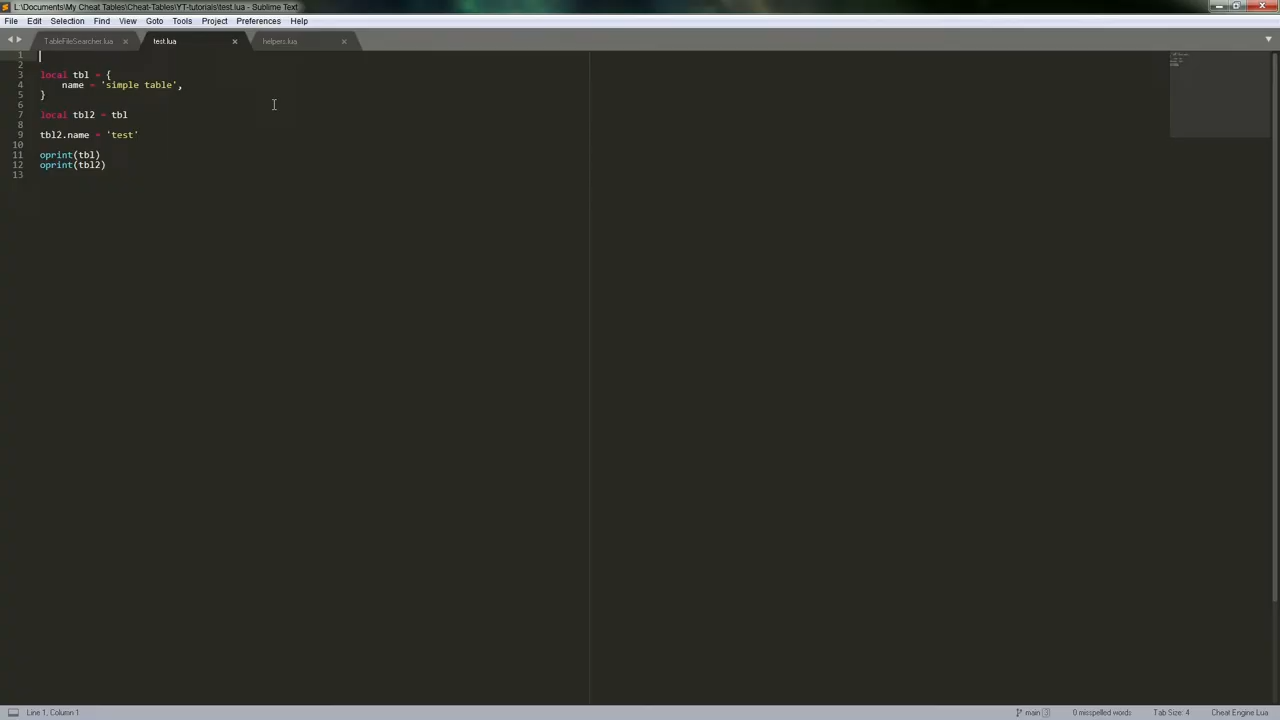 L:\Documents\My Cheat Tables\Cheat-Tables\YT-tutorials\test.lua - Sublime Text
File Edit Selection Find View Goto Tools Project Preferences Help
TableFileSearcher.lua test.lua helpers.lua
1
2
3 local tbl = {
4 name = 'simple table',
5 }
6
7 local tbl2 = tbl
8
9 tbl2.name = 'test'
10
11 oprint(tbl)
12 oprint(tbl2)
13
Line 1, Column 1 main 3 0 misspelled words Tab Size: 4 Cheat Engine Lua